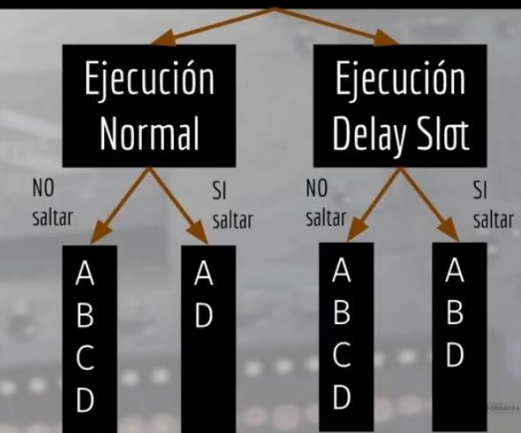 Ejecución
Normal
Ejecución
Delay Slot
NO
saltar
SI
saltar
NO
saltar
SI
saltar
A
B
C
D
A
D
A
B
C
D
A
B
D